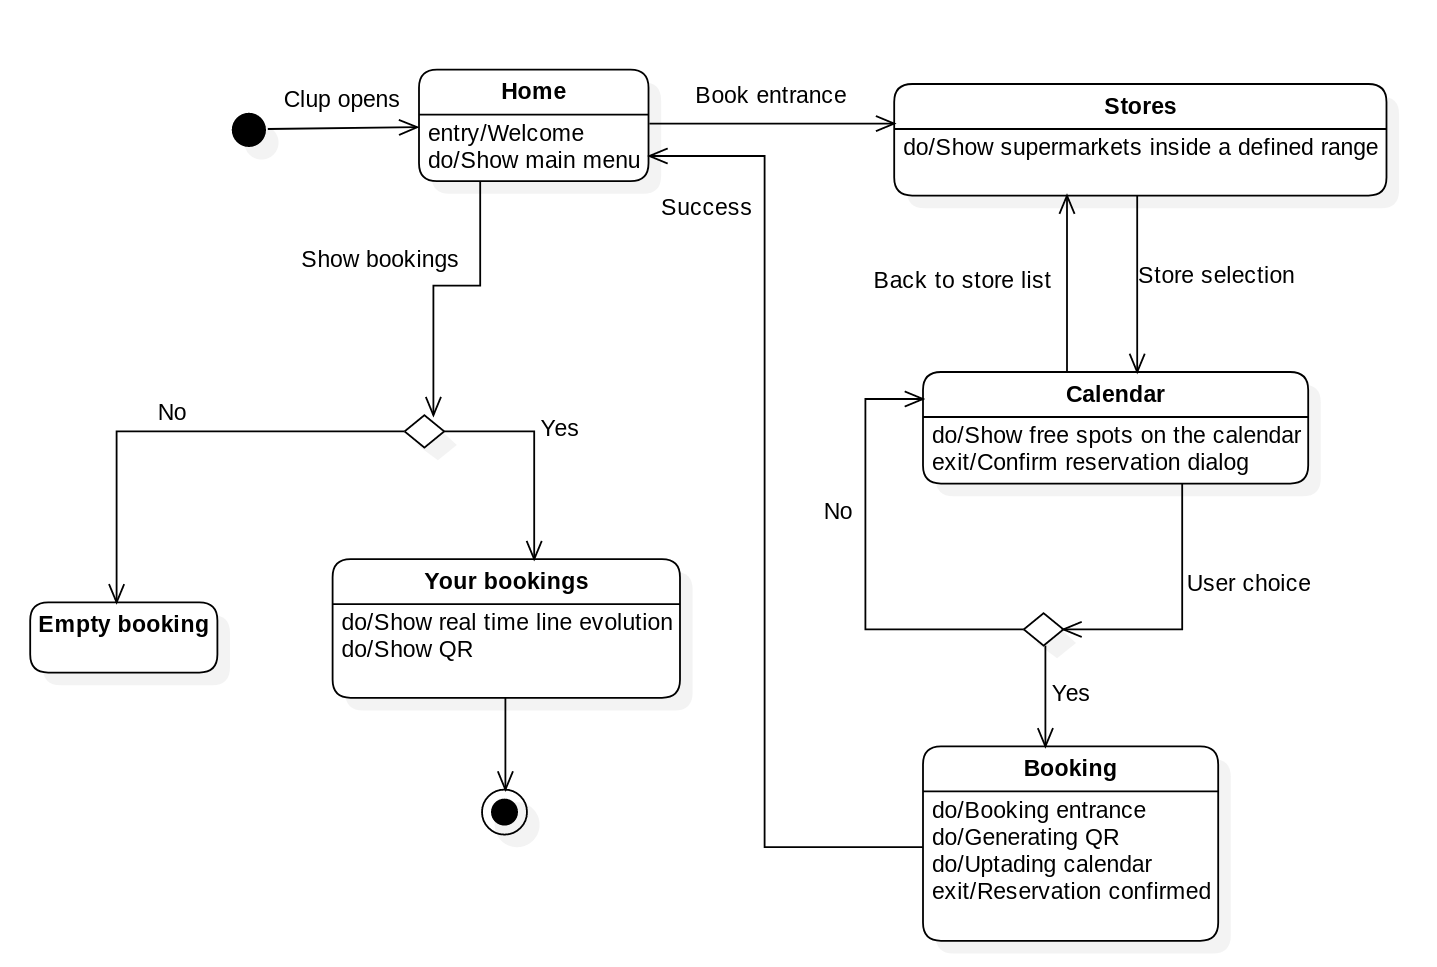 Clup opens
Home
entry/Welcome
do/Show main menu
Book entrance
Stores
do/Show supermarkets inside a defined range
Success
Show bookings
Back to store list
Store selection
Calendar
do/Show free spots on the calendar
exit/Confirm reservation dialog
No
Yes
No
User choice
Your bookings
do/Show real time line evolution
do/Show QR
Empty booking
Yes
Booking
do/Booking entrance
do/Generating QR
do/Uptading calendar
exit/Reservation confirmed